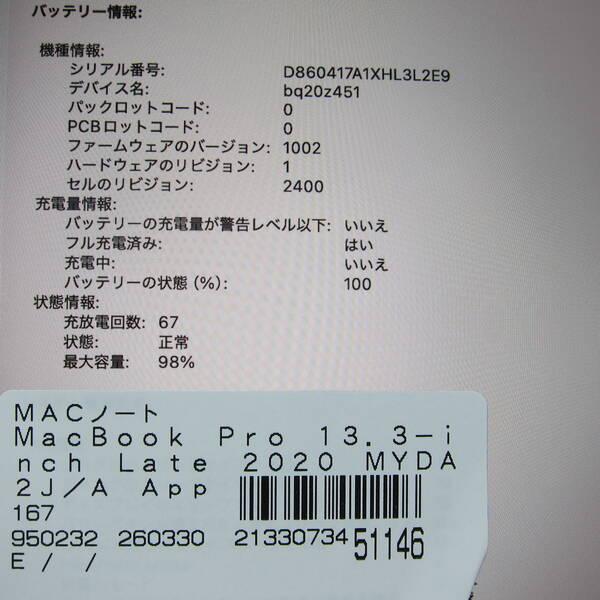 バッテリー情報:
機種情報:
シリアル番号: D860417A1XHL3L2E9
デバイス名: bq20z451
パックロットコード: 0
PCBロットコード: 0
ファームウェアのバージョン: 1002
ハードウェアのリビジョン: 1
セルのリビジョン: 2400
充電量情報:
バッテリーの充電量が警告レベル以下: いいえ
フル充電済み: はい
充電中: いいえ
バッテリーの状態 (%): 100
状態情報:
充放電回数: 67
状態: 正常
最大容量: 98%
MACノート
MacBook Pro 13.3-i
nch Late 2020 MYDA
2J/A App
167
950232 260330 21330734 51146
E / /